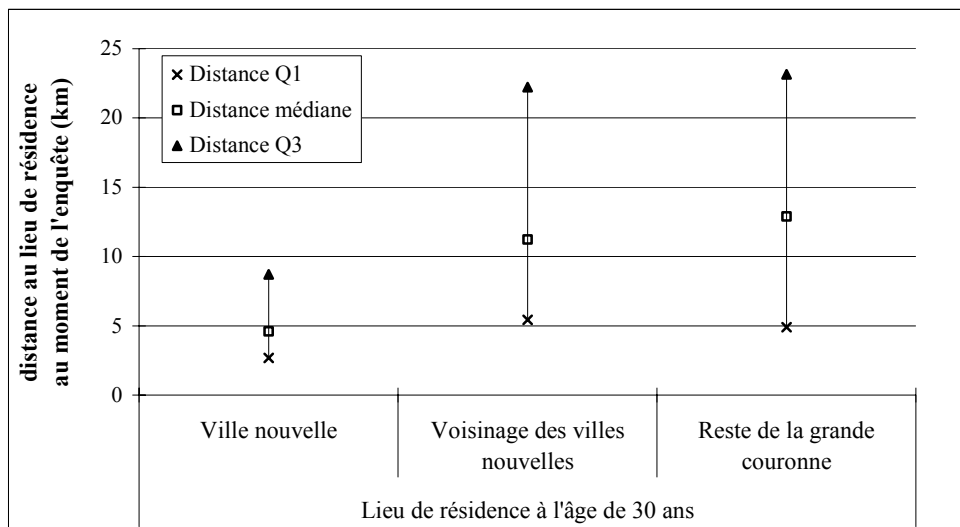 25
20
15
10
5
0
distance au lieu de résidence
au moment de l'enquête (km)
Distance Q1
Distance médiane
Distance Q3
Ville nouvelle
Voisinage des villes
nouvelles
Reste de la grande
couronne
Lieu de résidence à l'âge de 30 ans